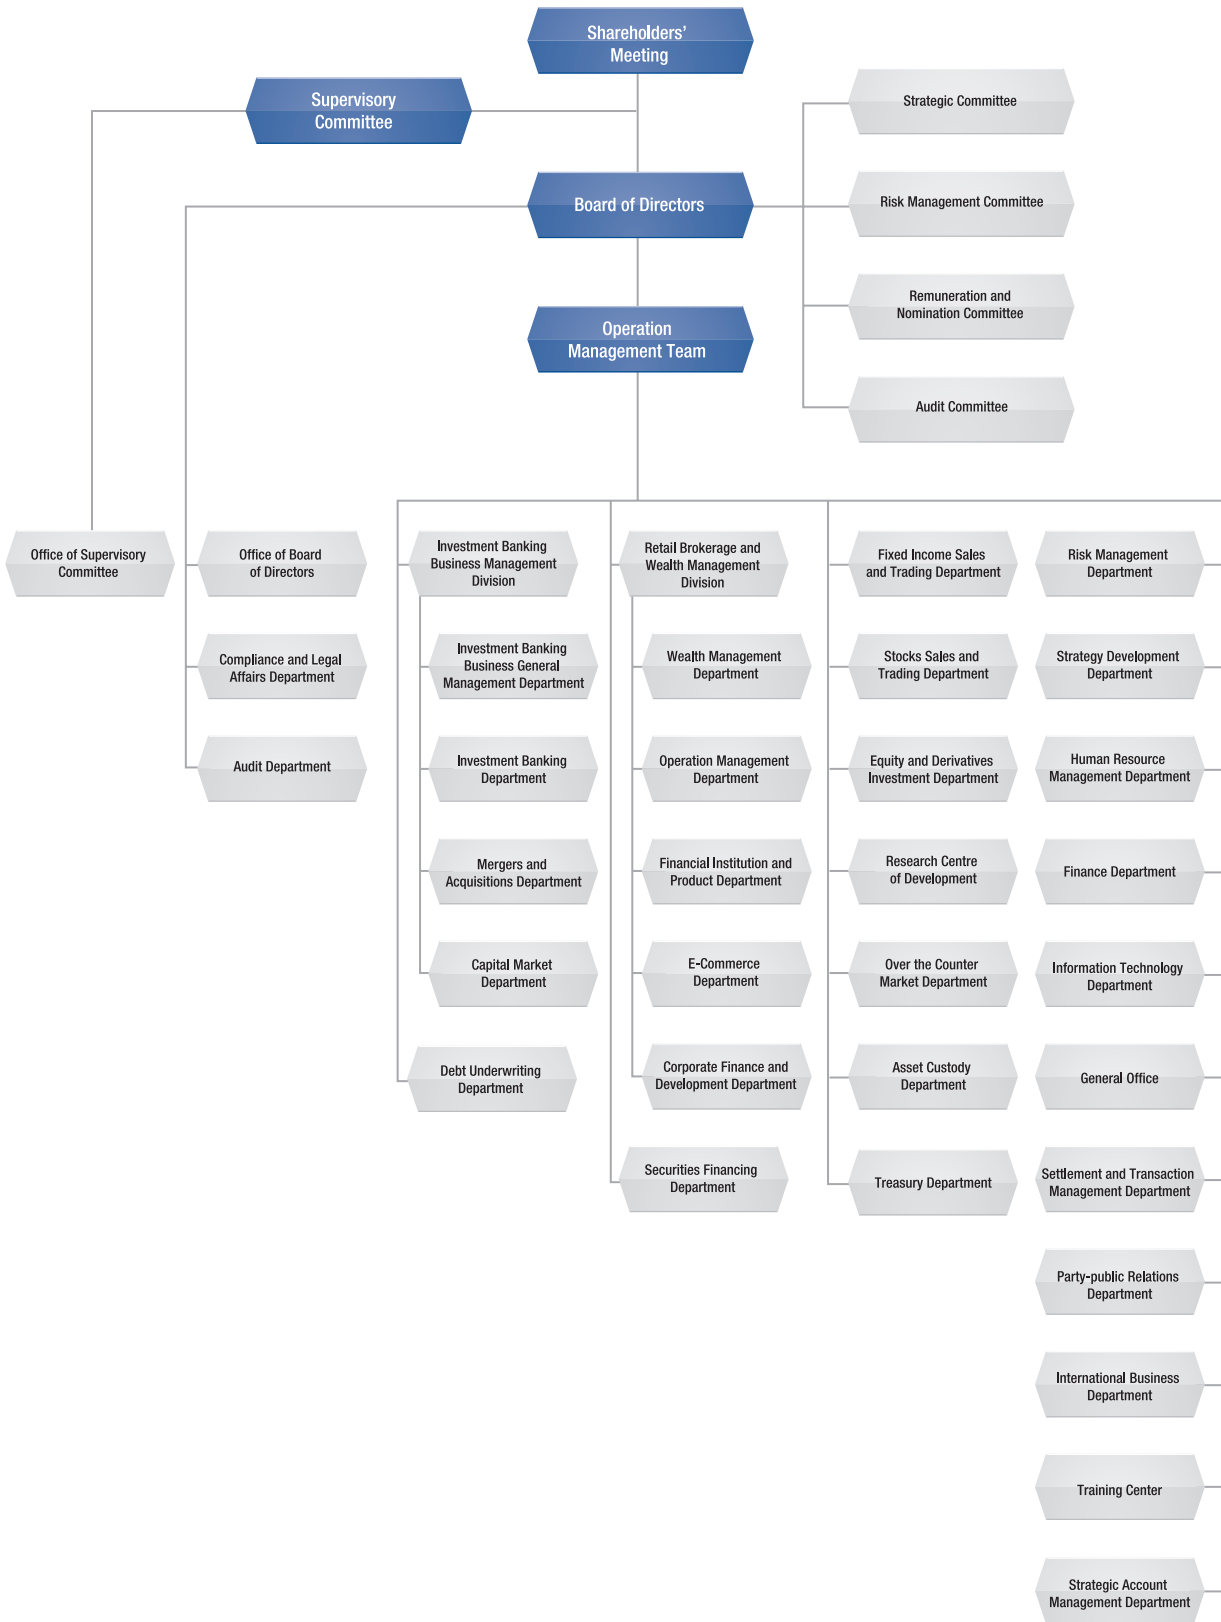 Shareholders'
Meeting
Supervisory
Committee
Strategic Committee
Board of Directors
Risk Management Committee
Remuneration and
Nomination Committee
Operation
Management Team
Audit Committee
Office of Supervisory
Committee
Office of Board
of Directors
Compliance and Legal
Affairs Department
Audit Department
Investment Banking
Business Management
Division
Investment Banking
Business General
Management Department
Investment Banking
Department
Mergers and
Acquisitions Department
Capital Market
Department
Debt Underwriting
Department
Retail Brokerage and
Wealth Management
Division
Wealth Management
Department
Operation Management
Department
Financial Institution and
Product Department
E-Commerce
Department
Corporate Finance and
Development Department
Securities Financing
Department
Fixed Income Sales
and Trading Department
Stocks Sales and
Trading Department
Equity and Derivatives
Investment Department
Research Centre
of Development
Over the Counter
Market Department
Asset Custody
Department
Treasury Department
Risk Management
Department
Strategy Development
Department
Human Resource
Management Department
Finance Department
Information Technology
Department
General Office
Settlement and Transaction
Management Department
Party-public Relations
Department
International Business
Department
Training Center
Strategic Account
Management Department